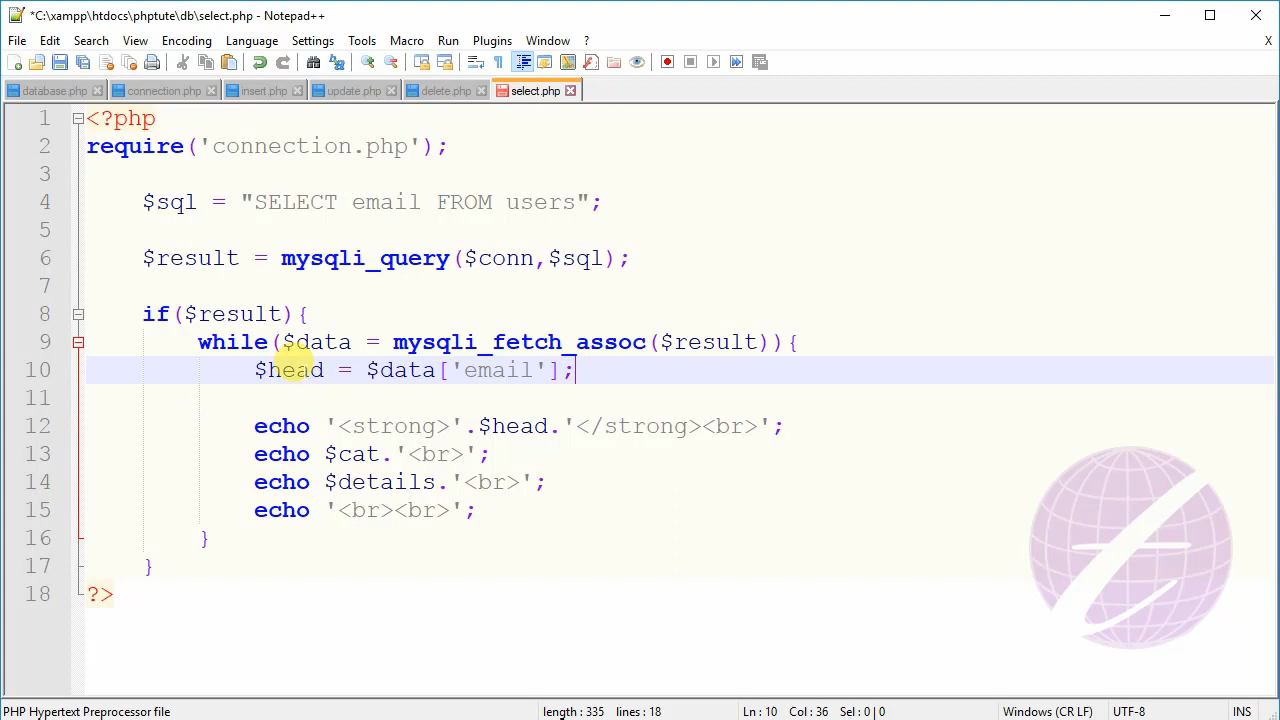 *C:\xampp\htdocs\phptute\db\select.php - Notepad++
File Edit Search View Encoding Language Settings Tools Macro Run Plugins Window ? X
database.php connection.php insert.php update.php delete.php select.php
1 <?php
2 require('connection.php');
3
4 $sql = "SELECT email FROM users";
5
6 $result = mysqli_query($conn,$sql);
7
8 if($result){
9 while($data = mysqli_fetch_assoc($result)){
10 $head = $data['email'];
11
12 echo '<strong>'.$head.'</strong><br>';
13 echo $cat.'<br>';
14 echo $details.'<br>';
15 echo '<br><br>';
16 }
17 }
18 ?>
PHP Hypertext Preprocessor file length : 335 lines : 18 Ln : 10 Col : 36 Sel : 0 | 0 Windows (CR LF) UTF-8 INS